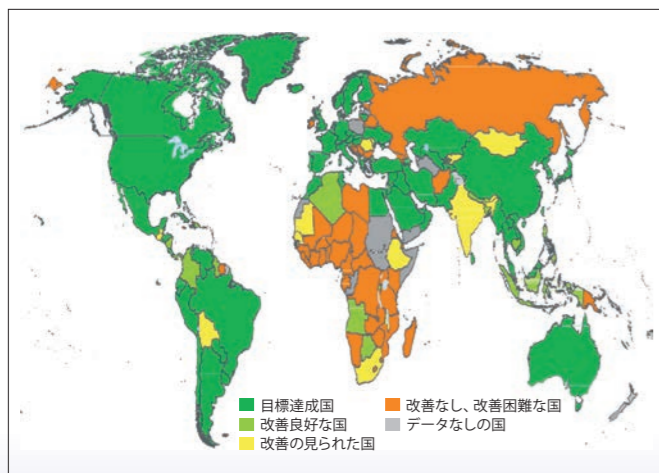 目標達成国
改善良好な国
改善の見られた国
改善なし、改善困難な国
データなしの国